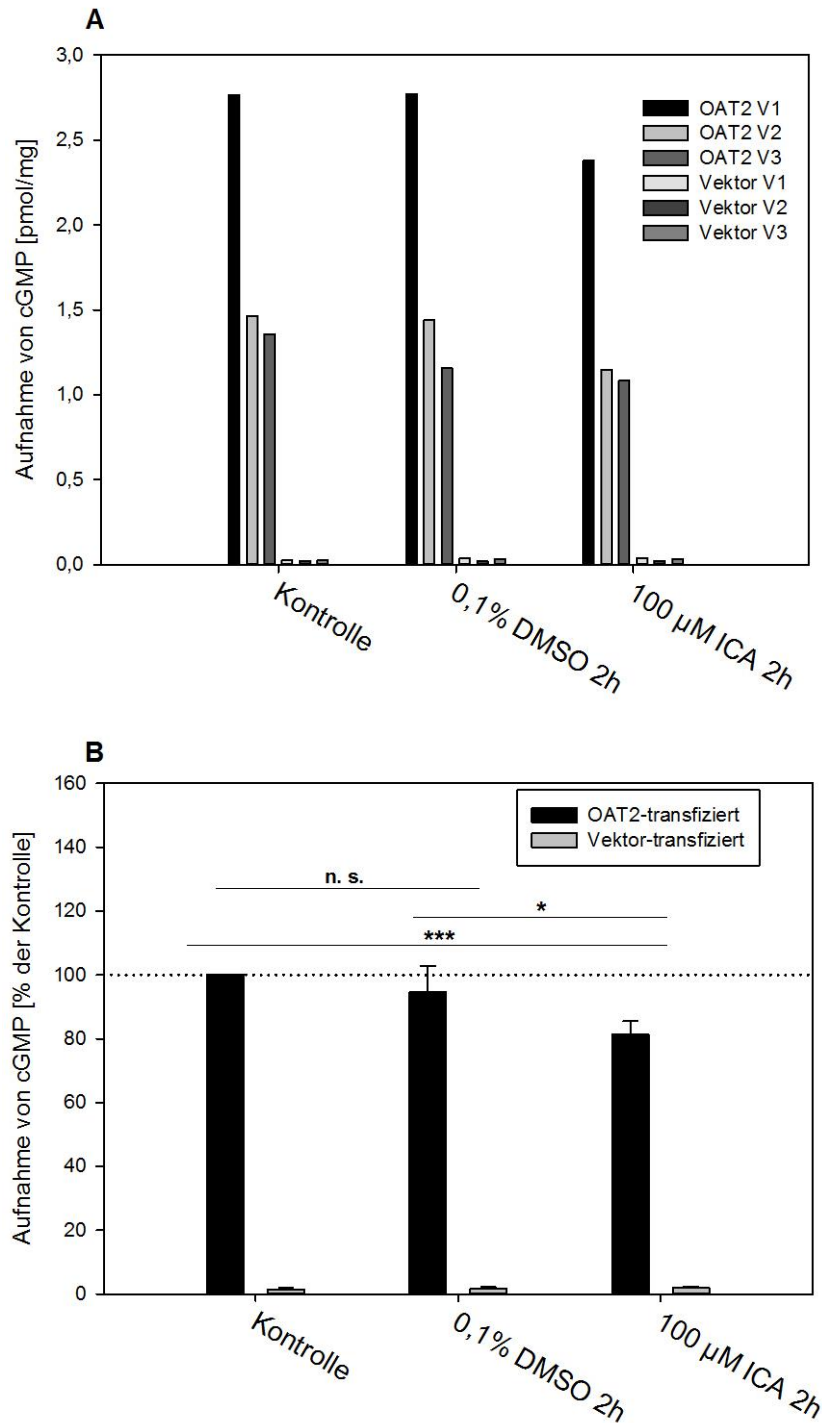 A
Aufnahme von cGMP [pmol/mg]
3,0
2,5
2,0
1,5
1,0
0,5
0,0
OAT2 V1
OAT2 V2
OAT2 V3
Vektor V1
Vektor V2
Vektor V3
Kontrolle
0,1% DMSO 2h
100 µM ICA 2h
B
Aufnahme von cGMP [% der Kontrolle]
160
140
120
100
80
60
40
20
0
OAT2-transfiziert
Vektor-transfiziert
n. s.
*
***
Kontrolle
0,1% DMSO 2h
100 µM ICA 2h